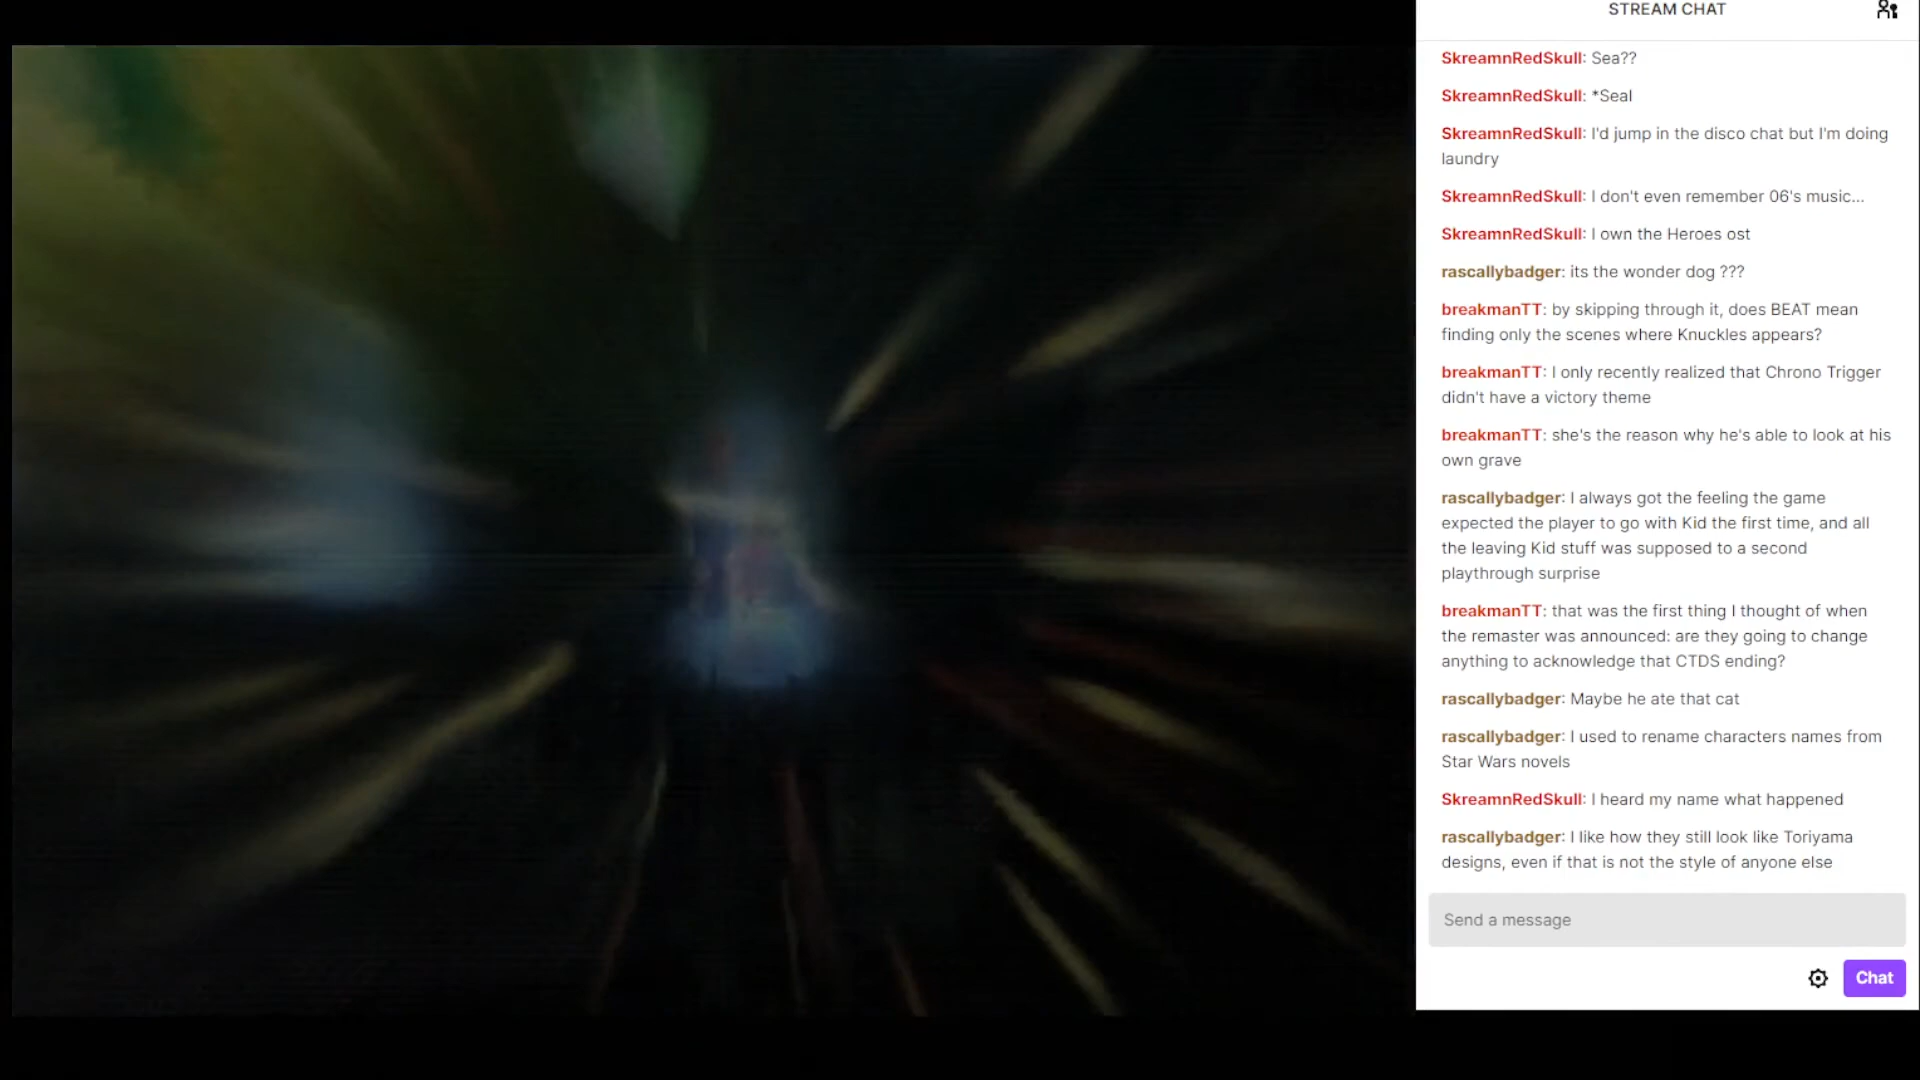 STREAM CHAT
SkreamnRedSkull: Sea??
SkreamnRedSkull: *Seal
SkreamnRedSkull: I'd jump in the disco chat but I'm doing
laundry
SkreamnRedSkull: I don't even remember 06's music...
SkreamnRedSkull: I own the Heroes ost
rascallybadger: its the wonder dog ???
breakmanTT: by skipping through it, does BEAT mean
finding only the scenes where Knuckles appears?
breakmanTT: I only recently realized that Chrono Trigger
didn't have a victory theme
breakmanTT: she's the reason why he's able to look at his
own grave
rascallybadger: I always got the feeling the game
expected the player to go with Kid the first time, and all
the leaving Kid stuff was supposed to a second
playthrough surprise
breakmanTT: that was the first thing I thought of when
the remaster was announced: are they going to change
anything to acknowledge that CTDS ending?
rascallybadger: Maybe he ate that cat
rascallybadger: I used to rename characters names from
Star Wars novels
SkreamnRedSkull: I heard my name what happened
rascallybadger: I like how they still look like Toriyama
designs, even if that is not the style of anyone else
Send a message
Chat